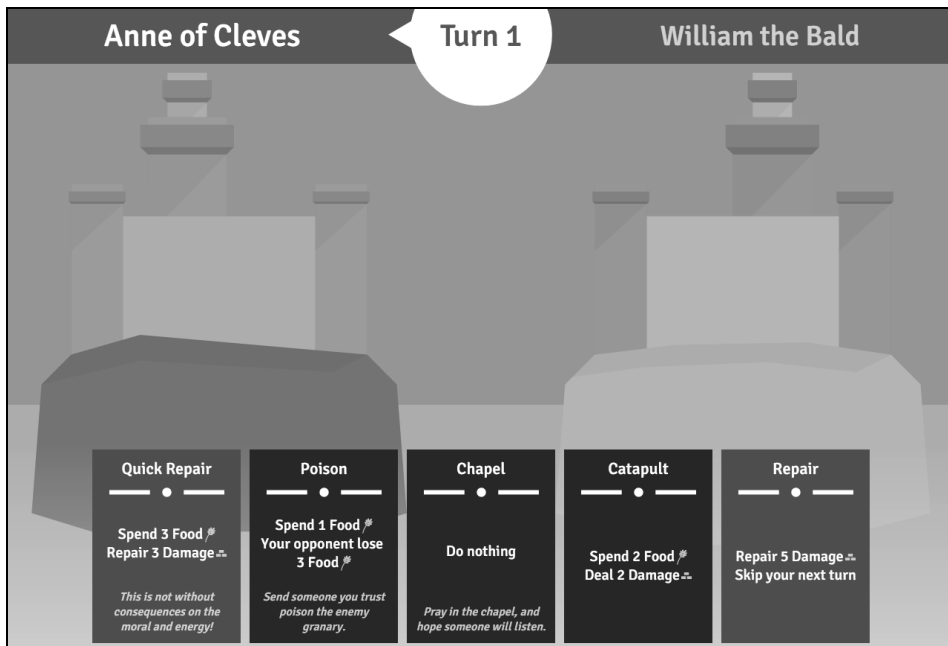 Anne of Cleves
Turn 1
William the Bald
Quick Repair
Spend 3 Food
Repair 3 Damage
This is not without
consequences on the
moral and energy!
Poison
Spend 1 Food
Your opponent lose
3 Food
Send someone you trust
poison the enemy
granary.
Chapel
Do nothing
Pray in the chapel, and
hope someone will listen.
Catapult
Spend 2 Food
Deal 2 Damage
Repair
Repair 5 Damage
Skip your next turn